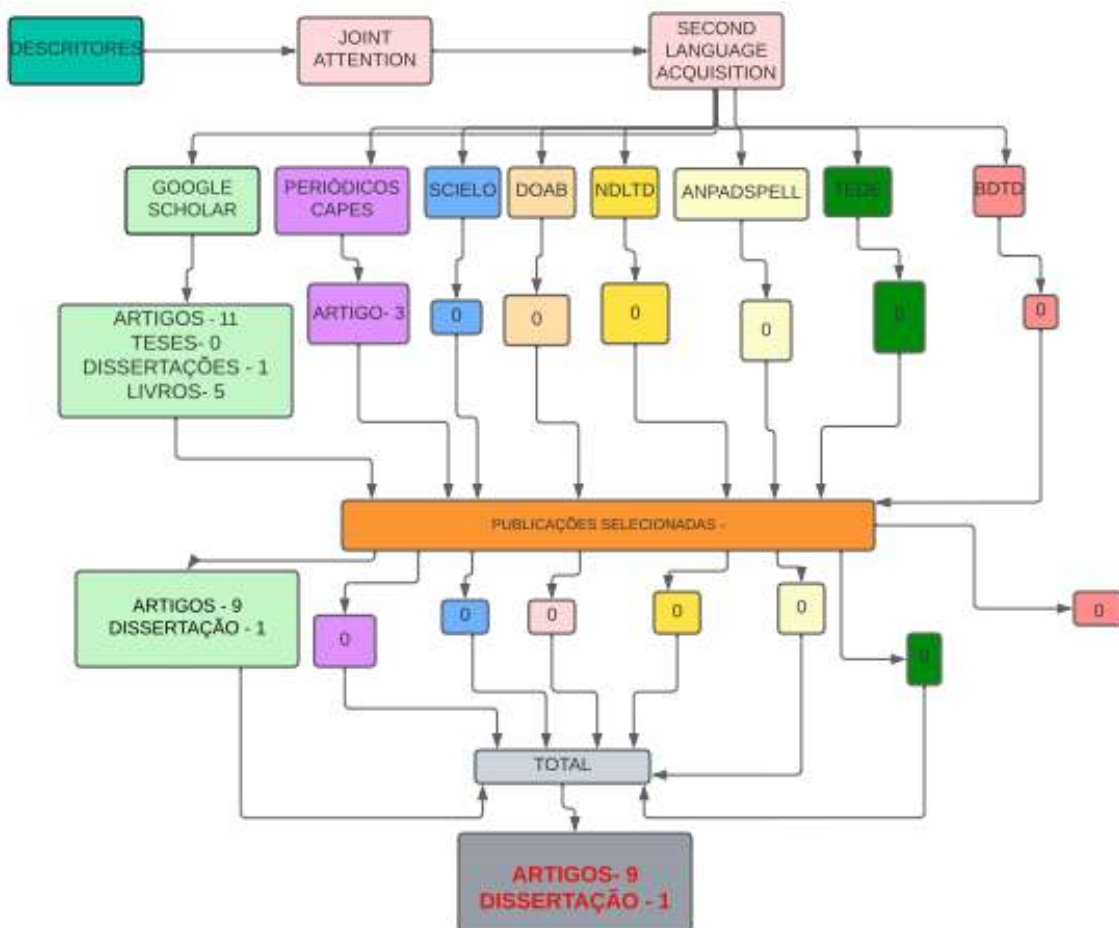 DESCRITORES
JOINT
ATTENTION
SECOND
LANGUAGE
ACQUISITION
GOOGLE
SCHOLAR
PERIÓDICOS
CAPES
SCIELO
DOAB
NDLTD
ANPADSPELL
TEDE
BDTD
ARTIGOS - 11
TESES- 0
DISSERTAÇÕES - 1
LIVROS- 5
ARTIGO- 3
0
0
0
0
0
0
PUBLICAÇÕES SELECIONADAS -
ARTIGOS - 9
DISSERTAÇÃO - 1
0
0
0
0
0
0
0
TOTAL
ARTIGOS- 9
DISSERTAÇÃO - 1